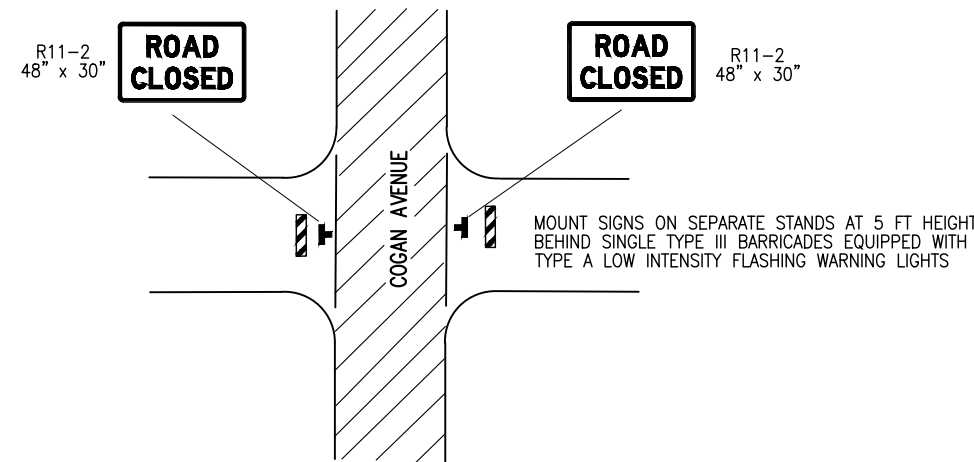 R11-2
48" x 30"
ROAD
CLOSED
ROAD
CLOSED
R11-2
48" x 30"
COGAN AVENUE
MOUNT SIGNS ON SEPARATE STANDS AT 5 FT HEIGHT
BEHIND SINGLE TYPE III BARRICADES EQUIPPED WITH
TYPE A LOW INTENSITY FLASHING WARNING LIGHTS